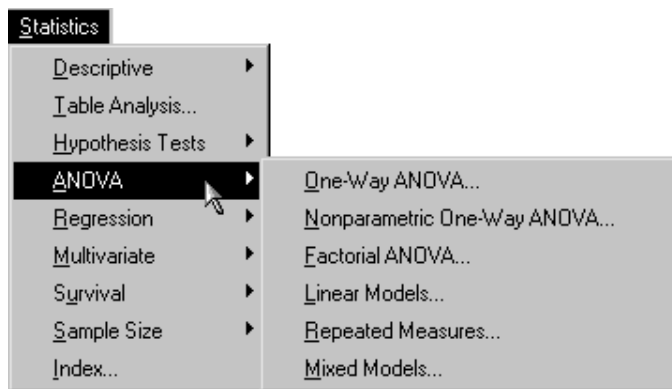 Statistics
Descriptive
Table Analysis...
Hypothesis Tests
ANOVA
Regression
Multivariate
Survival
Sample Size
Index...
One-Way ANOVA...
Nonparametric One-Way ANOVA...
Factorial ANOVA...
Linear Models...
Repeated Measures...
Mixed Models...